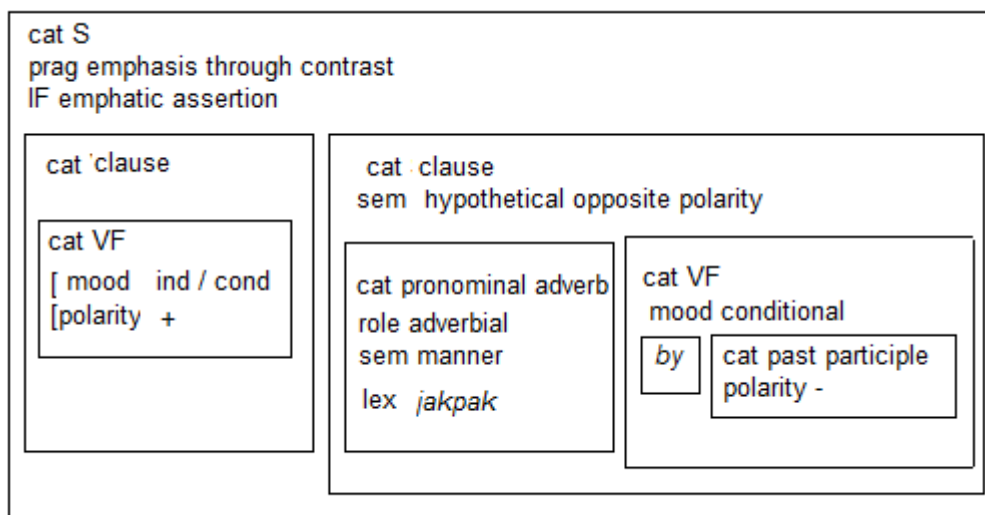 cat S
prag emphasis through contrast
IF emphatic assertion
cat 'clause
cat VF
[ mood ind / cond
[polarity +
cat clause
sem hypothetical opposite polarity
cat pronominal adverb
role adverbial
sem manner
lex jakpak
cat VF
mood conditional
by
cat past participle
polarity -